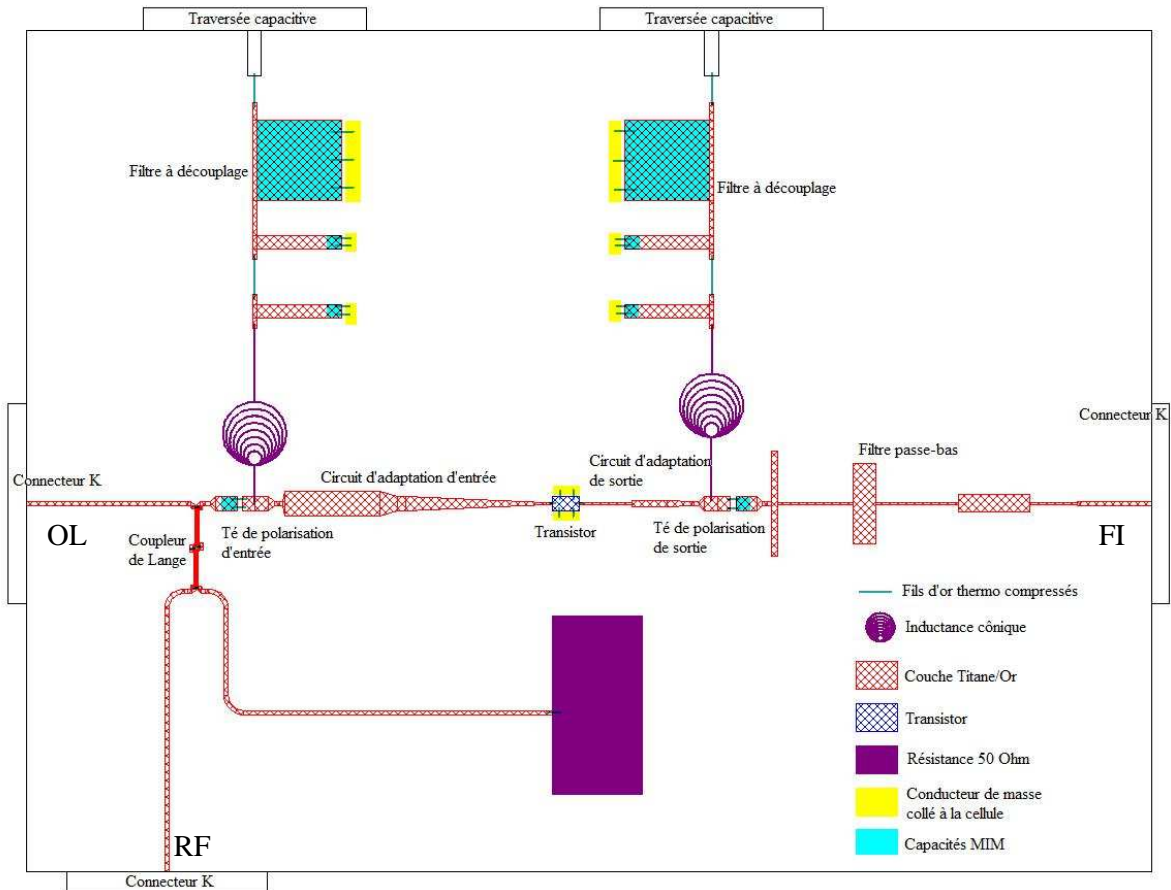 Traversée capacitive
Traversée capacitive
Filtre à découplage
Filtre à découplage
Connecteur K
Filtre passe-bas
Circuit d'adaptation
de sortie
Circuit d'adaptation d'entrée
Connecteur K
OL
Té de polarisation
d'entrée
Transistor
Té de polarisation
de sortie
FI
Coupleur
de Lange
Fils d'or thermo compressés
Inductance cônique
Couche Titane/Or
Transistor
Résistance 50 Ohm
Conducteur de masse
collé à la cellule
Capacités MIM
RF
Connecteur K